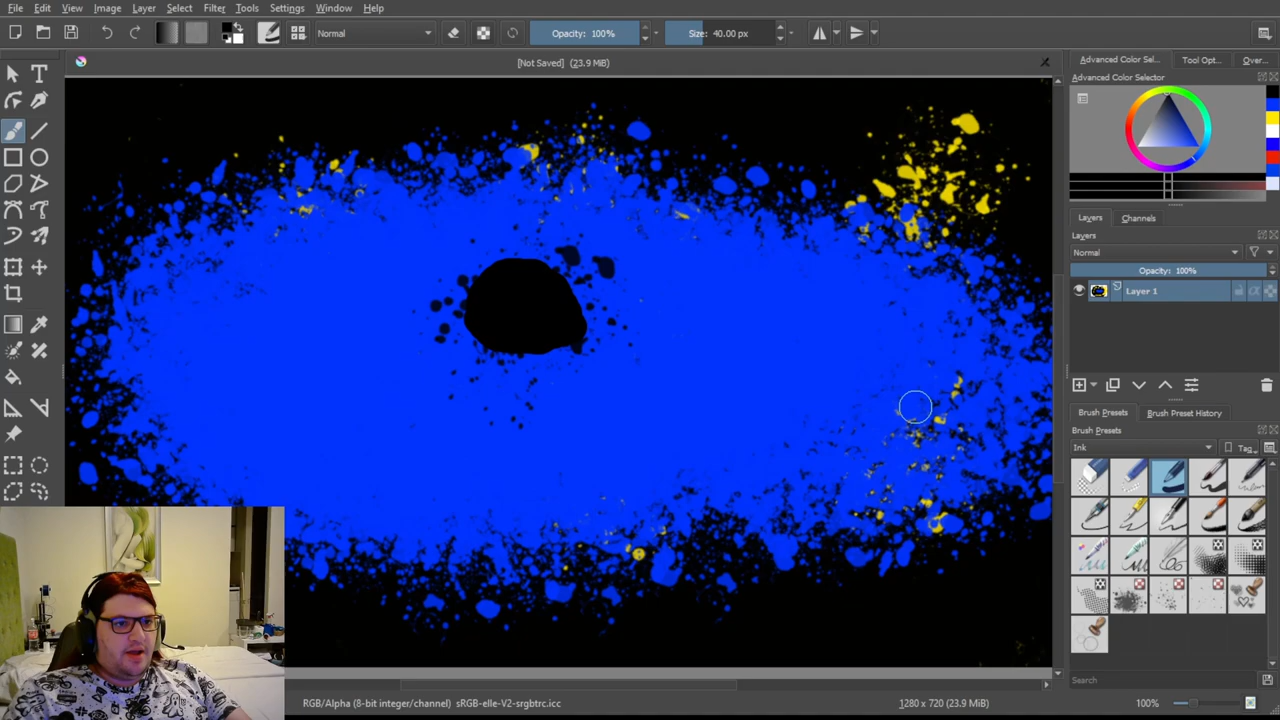 File Edit View Image Layer Select Filter Tools Settings Window Help
Normal
Opacity: 100%
Size: 40.00 px
[Not Saved] (23.9 MiB)
Advanced Color Sel...
Tool Opt...
Over...
Advanced Color Selector
Layers
Channels
Layers
Normal
Opacity: 100%
Layer 1
Brush Presets
Brush Preset History
Brush Presets
Ink
Tag
Search
RGB/Alpha (8-bit integer/channel) sRGB-elle-V2-srgbtrc.icc
1280 x 720 (23.9 MiB)
100%